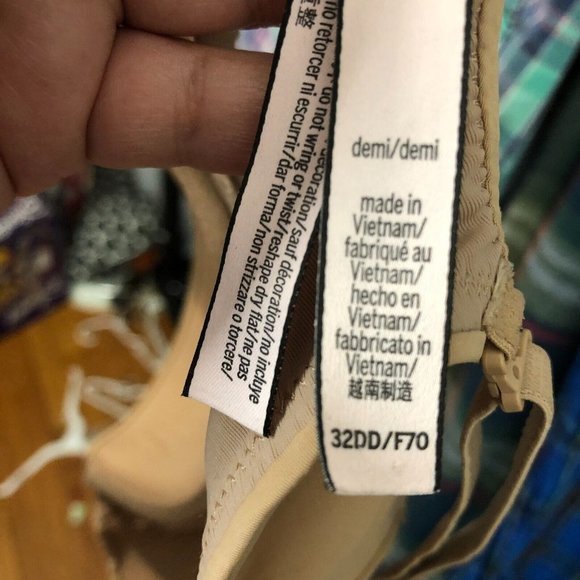 demi/demi
made in
Vietnam/
fabriqué au
Vietnam/
hecho en
Vietnam/
fabbricato in
Vietnam/
越南制造
32DD/F70
no retorcer ni escurrir/dar forma/non strizzare o torcere/
do not wring or twist/reshape dry flat/ne pas
decoration/sauf décoration/no incluye